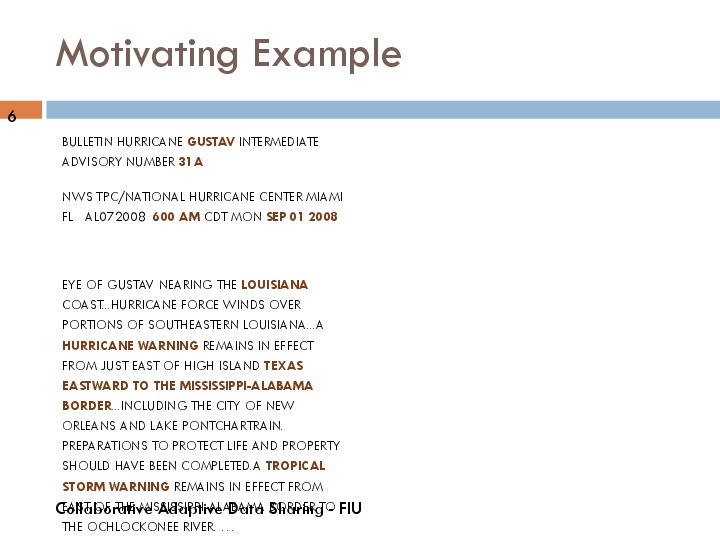 Motivating Example
6
BULLETIN HURRICANE GUSTAV INTERMEDIATE
ADVISORY NUMBER 31A
NWS TPC/NATIONAL HURRICANE CENTER MIAMI
FL AL072008 600 AM CDT MON SEP 01 2008
EYE OF GUSTAV NEARING THE LOUISIANA
COAST...HURRICANE FORCE WINDS OVER
PORTIONS OF SOUTHEASTERN LOUISIANA...A
HURRICANE WARNING REMAINS IN EFFECT
FROM JUST EAST OF HIGH ISLAND TEXAS
EASTWARD TO THE MISSISSIPPI-ALABAMA
BORDER...INCLUDING THE CITY OF NEW
ORLEANS AND LAKE PONTCHARTRAIN.
PREPARATIONS TO PROTECT LIFE AND PROPERTY
SHOULD HAVE BEEN COMPLETED.A TROPICAL
STORM WARNING REMAINS IN EFFECT FROM
EAST OF THE MISSISSIPPI-ALABAMA BORDER TO
Collaborative Adaptive Data Sharing - FIU
THE OCHLOCKONEE RIVER. ...